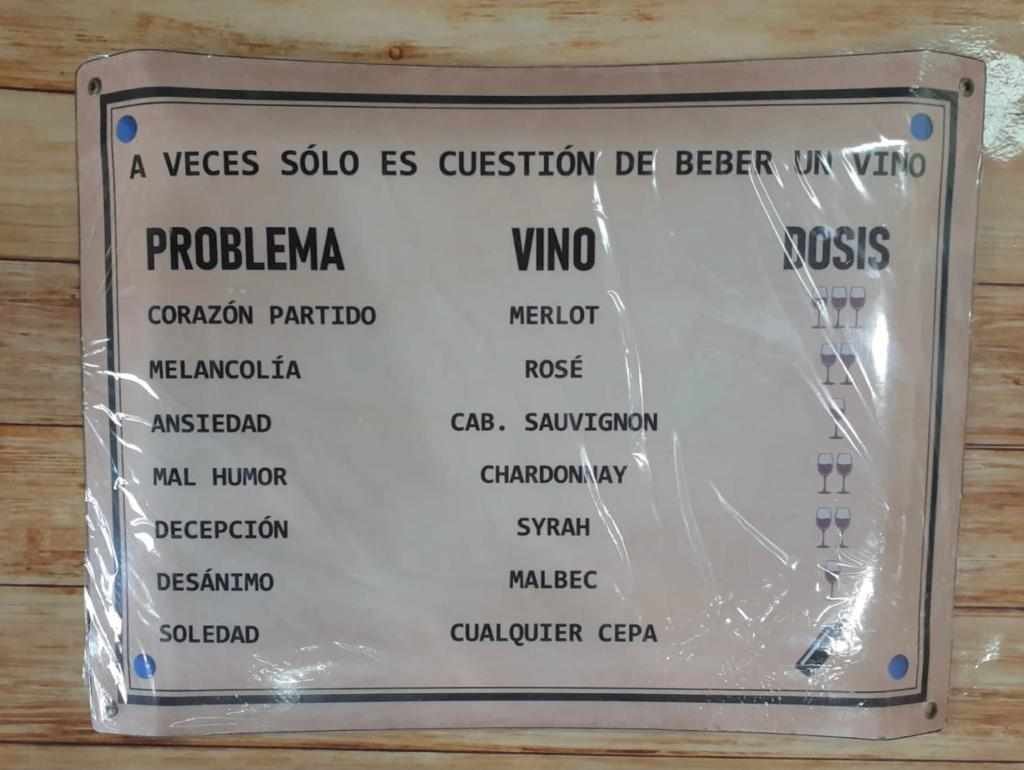 A VECES SÓLO ES CUESTIÓN DE BEBER UN VINO
PROBLEMA VINO DOSIS
CORAZÓN PARTIDO MERLOT
MELANCOLÍA ROSÉ
ANSIEDAD CAB. SAUVIGNON
MAL HUMOR CHARDONNAY
DECEPCIÓN SYRAH
DESÁNIMO MALBEC
SOLEDAD CUALQUIER CEPA